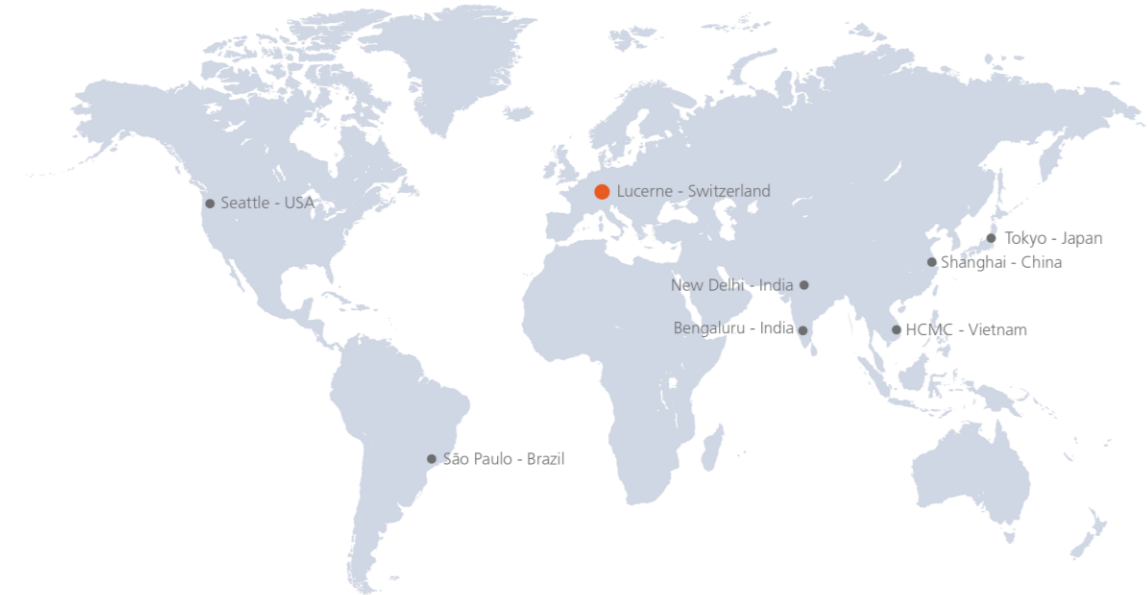 Lucerne - Switzerland
Seattle - USA
Tokyo - Japan
Shanghai - China
New Delhi - India
Bengaluru - India
HCMC - Vietnam
São Paulo - Brazil